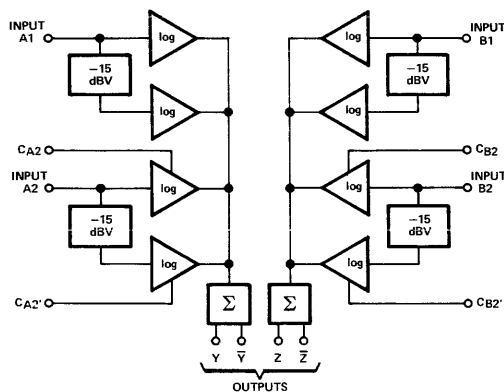 INPUT
A1
log
log
INPUT
B1
−15
dBV
−15
dBV
log
CA2
CB2
INPUT
A2
log
log
INPUT
B2
−15
dBV
−15
dBV
log
log
CA2'
CB2'
Σ
Σ
Y
Y̅
Z
Z̅
OUTPUTS